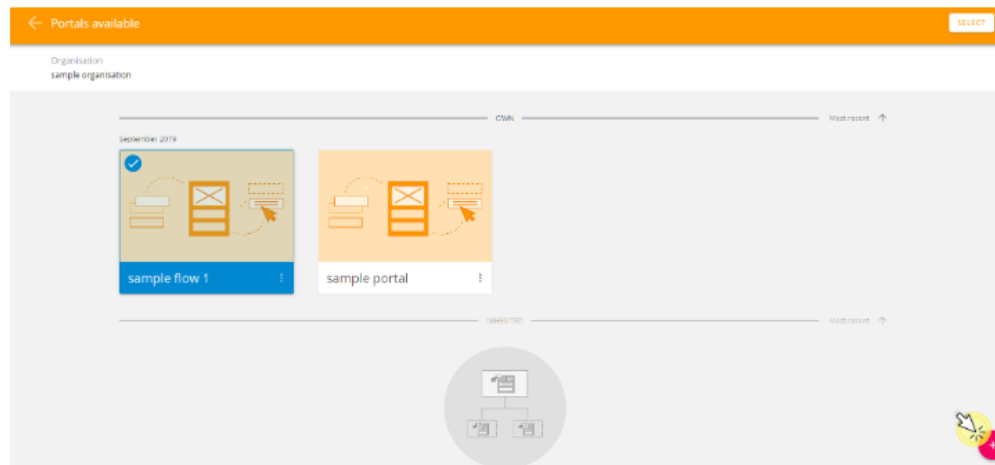 Portals available
SELECT
Organisation
sample organisation
OWN
Most recent
September 2019
sample flow 1
sample portal
INHERITED
Most recent